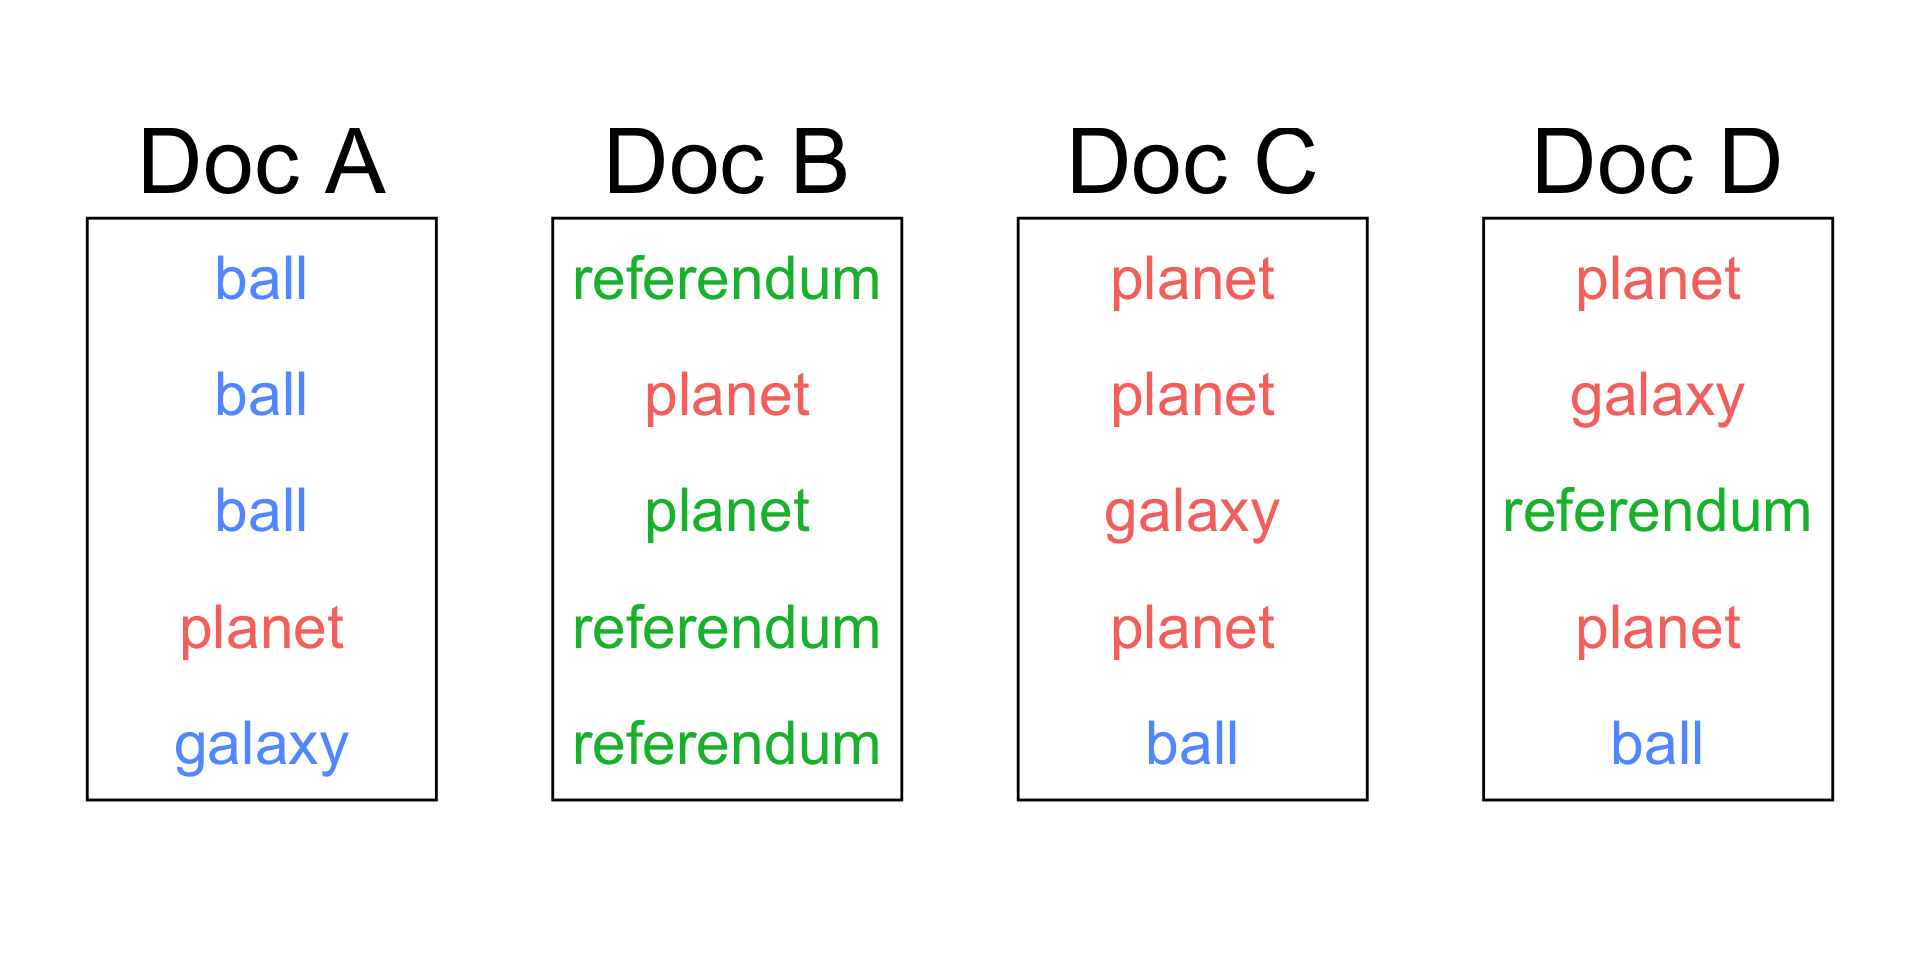 Doc A
ball
ball
ball
planet
galaxy
Doc B
referendum
planet
planet
referendum
referendum
Doc C
planet
planet
galaxy
planet
ball
Doc D
planet
galaxy
referendum
planet
ball